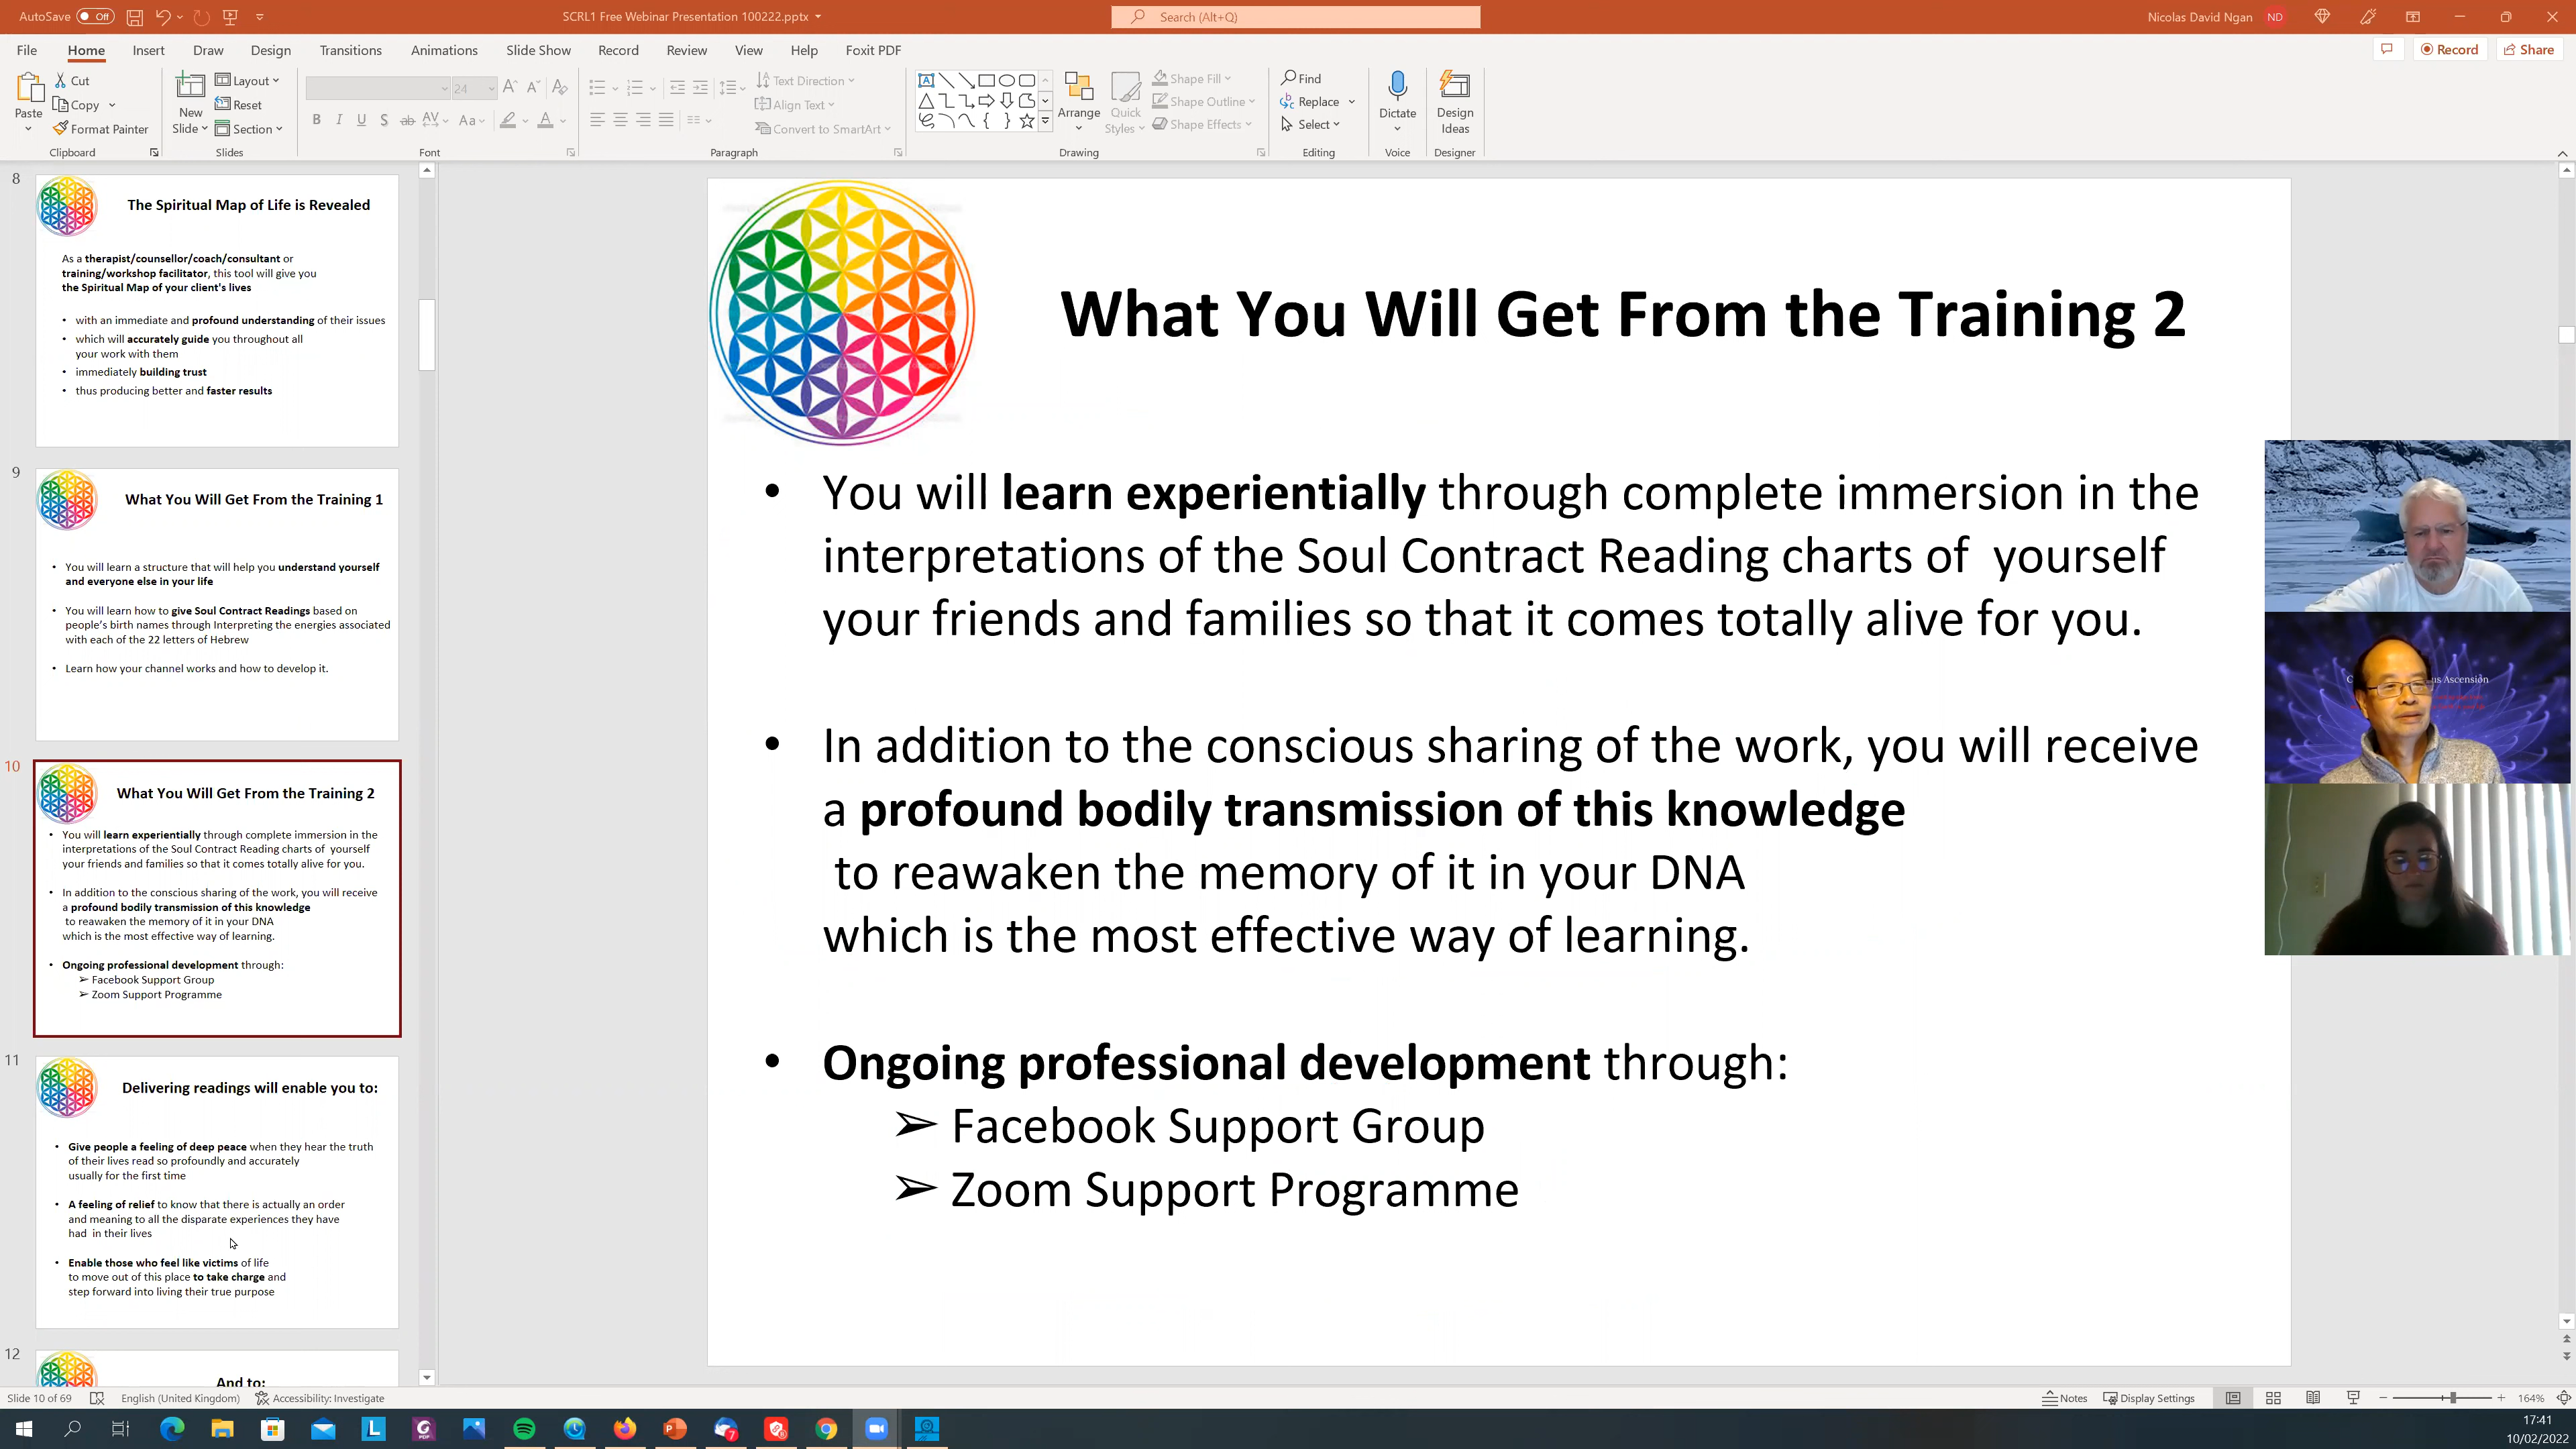 AutoSave Off
SCRL1 Free Webinar Presentation 100222.pptx
Search (Alt+Q)
Nicolas David Ngan ND
File Home Insert Draw Design Transitions Animations Slide Show Record Review View Help Foxit PDF
Record Share
Paste
Cut
Copy
Format Painter
Clipboard
New Slide
Layout
Reset
Section
Slides
24
Font
Text Direction
Align Text
Convert to SmartArt
Paragraph
Arrange
Quick Styles
Shape Fill
Shape Outline
Shape Effects
Drawing
Find
Replace
Select
Editing
Dictate
Voice
Design Ideas
Designer
8
The Spiritual Map of Life is Revealed
As a therapist/counsellor/coach/consultant or
training/workshop facilitator, this tool will give you
the Spiritual Map of your client's lives
• with an immediate and profound understanding of their issues
• which will accurately guide you throughout all
your work with them
• immediately building trust
• thus producing better and faster results
9
What You Will Get From the Training 1
• You will learn a structure that will help you understand yourself
and everyone else in your life
• You will learn how to give Soul Contract Readings based on
people's birth names through Interpreting the energies associated
with each of the 22 letters of Hebrew
• Learn how your channel works and how to develop it.
10
What You Will Get From the Training 2
• You will learn experientially through complete immersion in the
interpretations of the Soul Contract Reading charts of  yourself
your friends and families so that it comes totally alive for you.
• In addition to the conscious sharing of the work, you will receive
a profound bodily transmission of this knowledge
to reawaken the memory of it in your DNA
which is the most effective way of learning.
• Ongoing professional development through:
➢ Facebook Support Group
➢ Zoom Support Programme
11
Delivering readings will enable you to:
• Give people a feeling of deep peace when they hear the truth
of their lives read so profoundly and accurately
usually for the first time
• A feeling of relief to know that there is actually an order
and meaning to all the disparate experiences they have
had  in their lives
• Enable those who feel like victims of life
to move out of this place to take charge and
step forward into living their true purpose
12
And to:
What You Will Get From the Training 2
• You will learn experientially through complete immersion in the
interpretations of the Soul Contract Reading charts of  yourself
your friends and families so that it comes totally alive for you.
• In addition to the conscious sharing of the work, you will receive
a profound bodily transmission of this knowledge
to reawaken the memory of it in your DNA
which is the most effective way of learning.
• Ongoing professional development through:
➢ Facebook Support Group
➢ Zoom Support Programme
us Ascension
Slide 10 of 69
English (United Kingdom)
Accessibility: Investigate
Notes
Display Settings
164%
17:41
10/02/2022